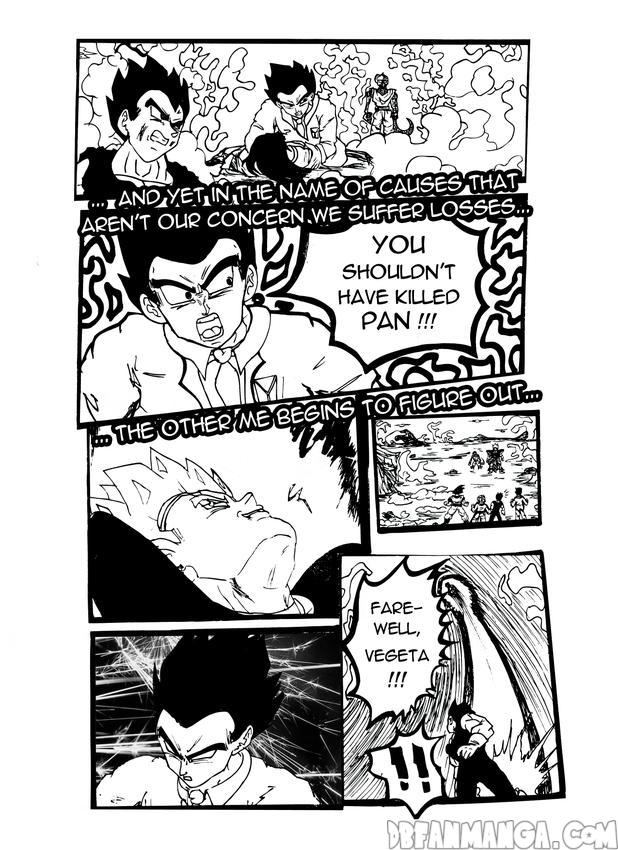 ... AND YET IN THE NAME OF CAUSES THAT
AREN'T OUR CONCERN WE SUFFER LOSSES...
YOU
SHOULDN'T
HAVE KILLED
PAN !!!
... THE OTHER ME BEGINS TO FIGURE OUT...
FARE-
WELL,
VEGETA
!!!
!!
DBFANMANGA.COM